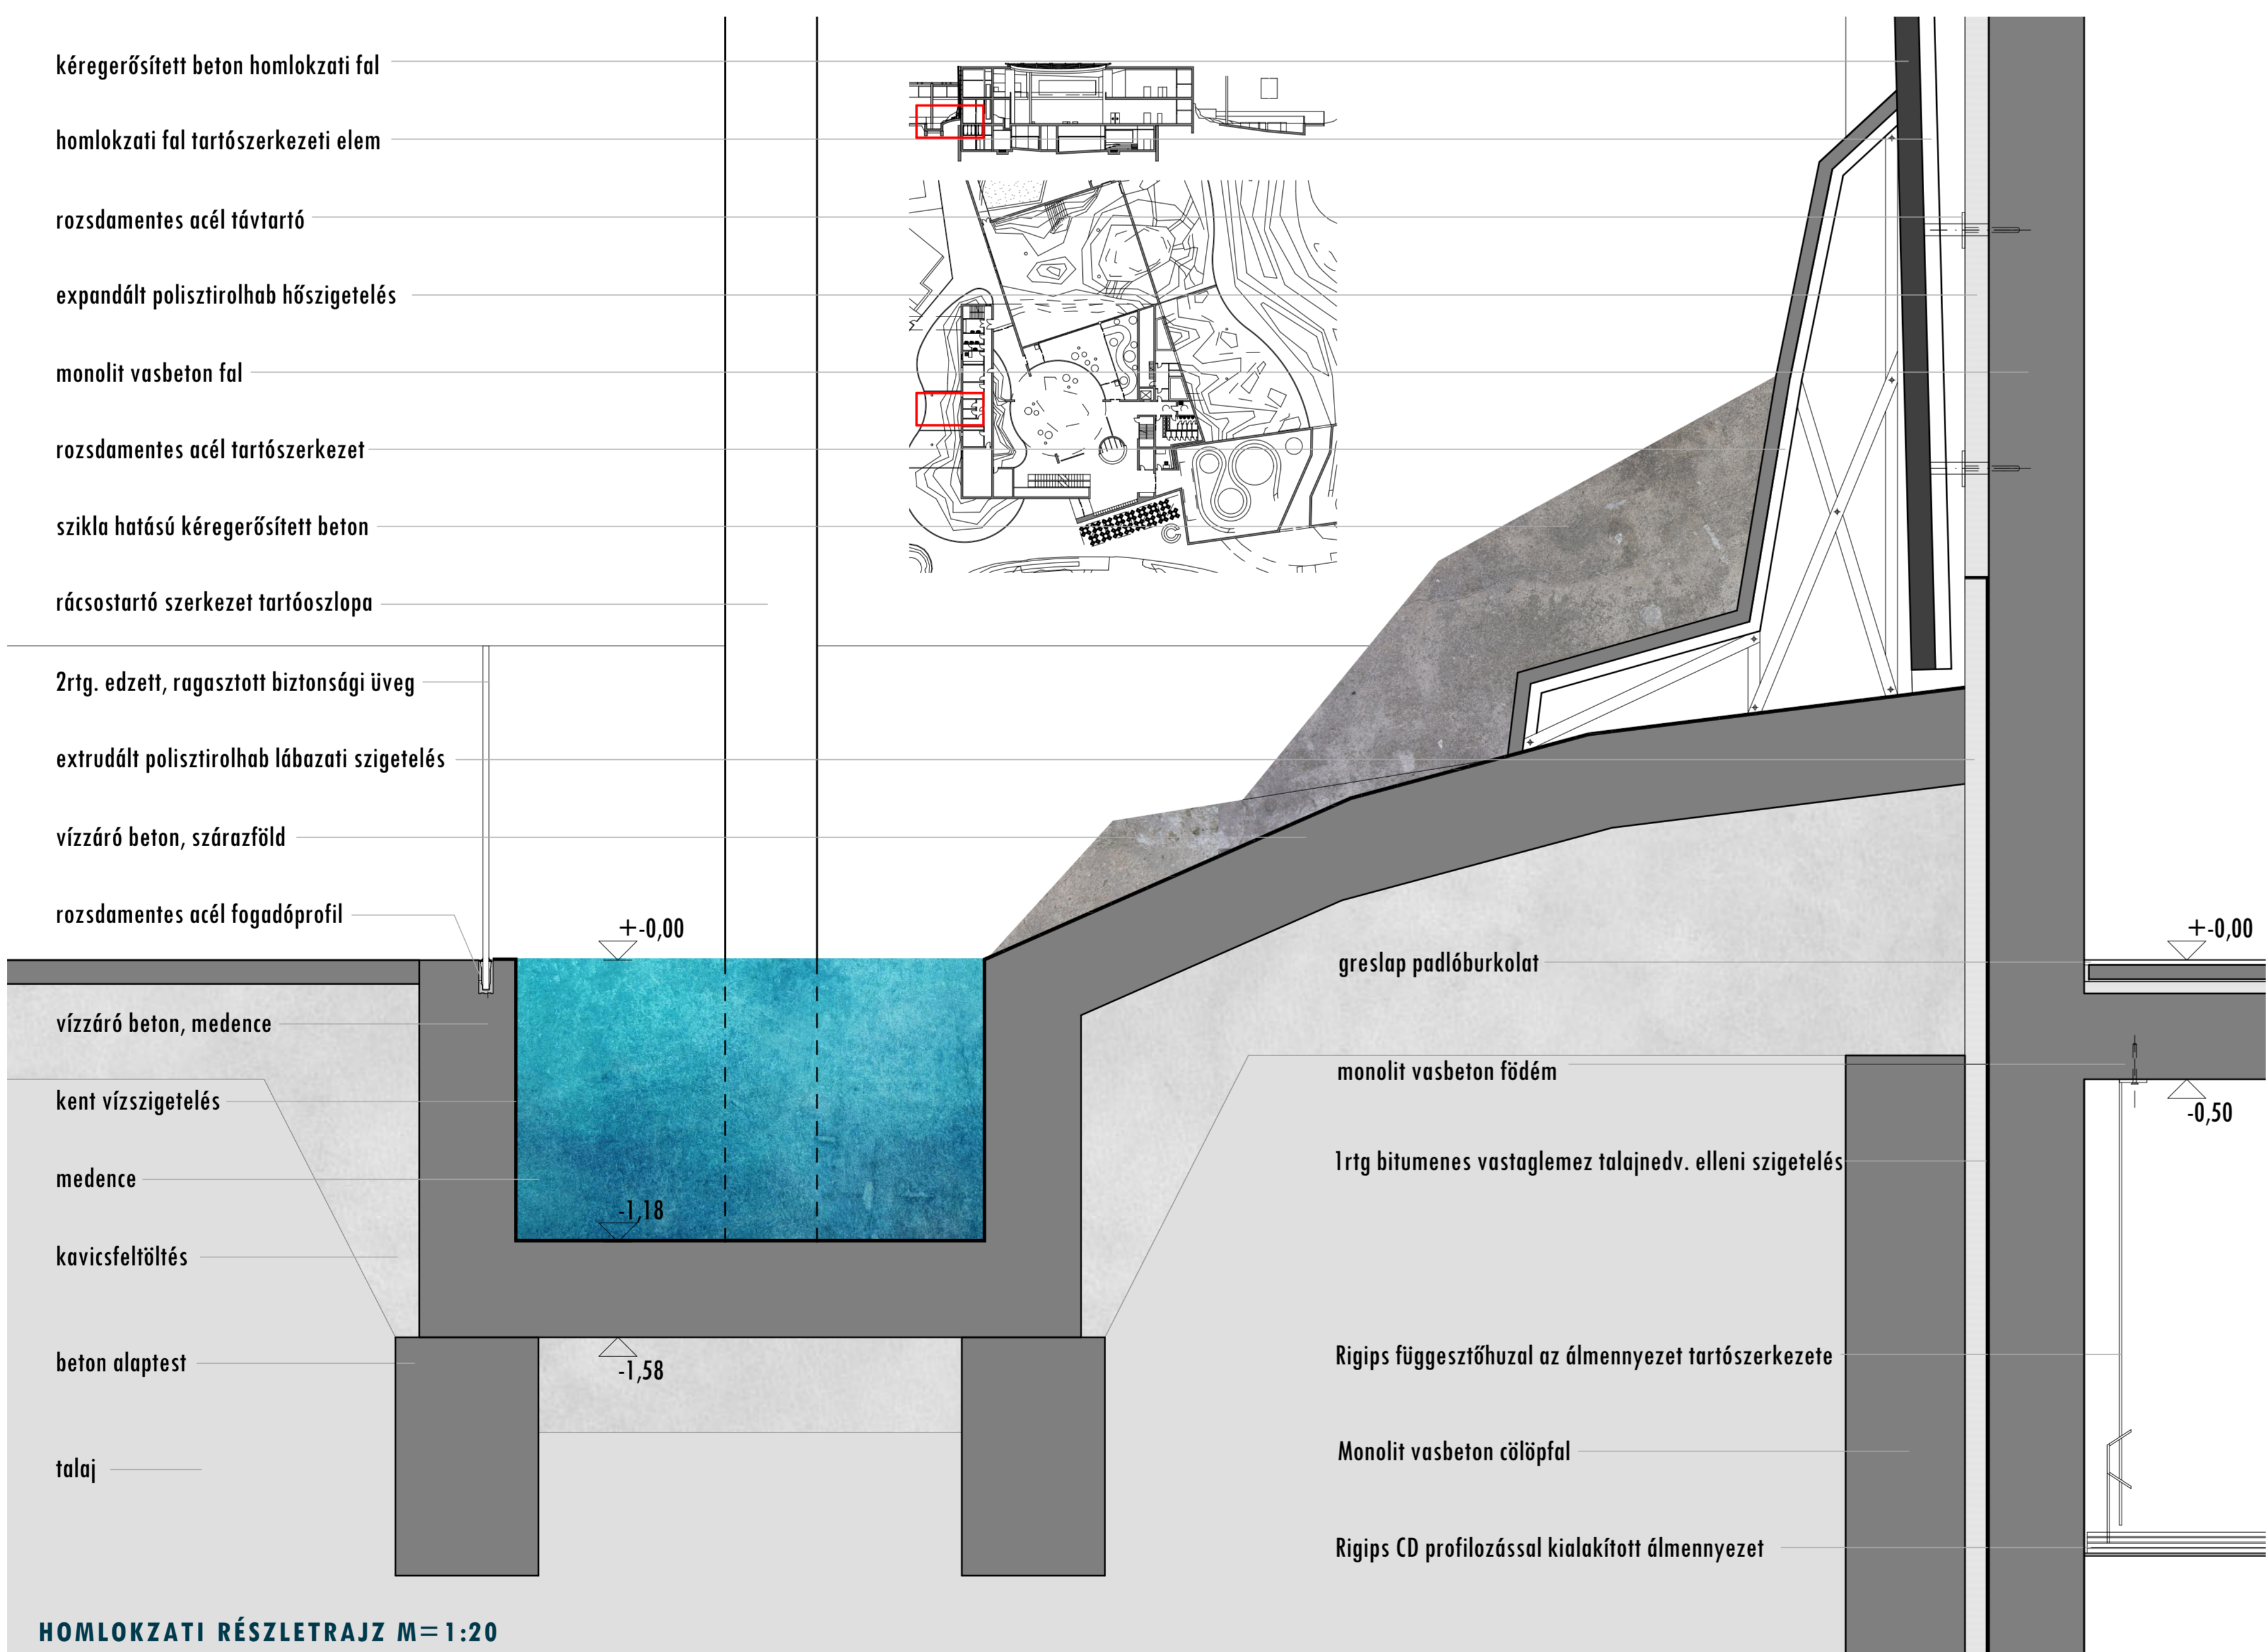 kéregerősített beton homlokzati fal
homlokzati fal tartószerkezeti elem
rozsdamentes acél távtartó
expandált polisztirolhab hőszigetelés
monolit vasbeton fal
rozsdamentes acél tartószerkezet
szikla hatású kéregerősített beton
rácsostartó szerkezet tartóoszlopa
2rtg. edzett, ragasztott biztonsági üveg
extrudált polisztirolhab lábazati szigetelés
vízzáró beton, szárazföld
rozsdamentes acél fogadóprofil
+-0,00
+-0,00
greslap padlóburkolat
vízzáró beton, medence
monolit vasbeton födém
kent vízszigetelés
-0,50
1rtg bitumenes vastaglemez talajnedv. elleni szigetelés
medence
-1,18
kavicsfeltöltés
Rigips függesztőhuzal az álmennyezet tartószerkezete
beton alaptest
-1,58
Monolit vasbeton cölöpfal
talaj
Rigips CD profilozással kialakított álmennyezet
HOMLOKZATI RÉSZLETRAJZ M=1:20